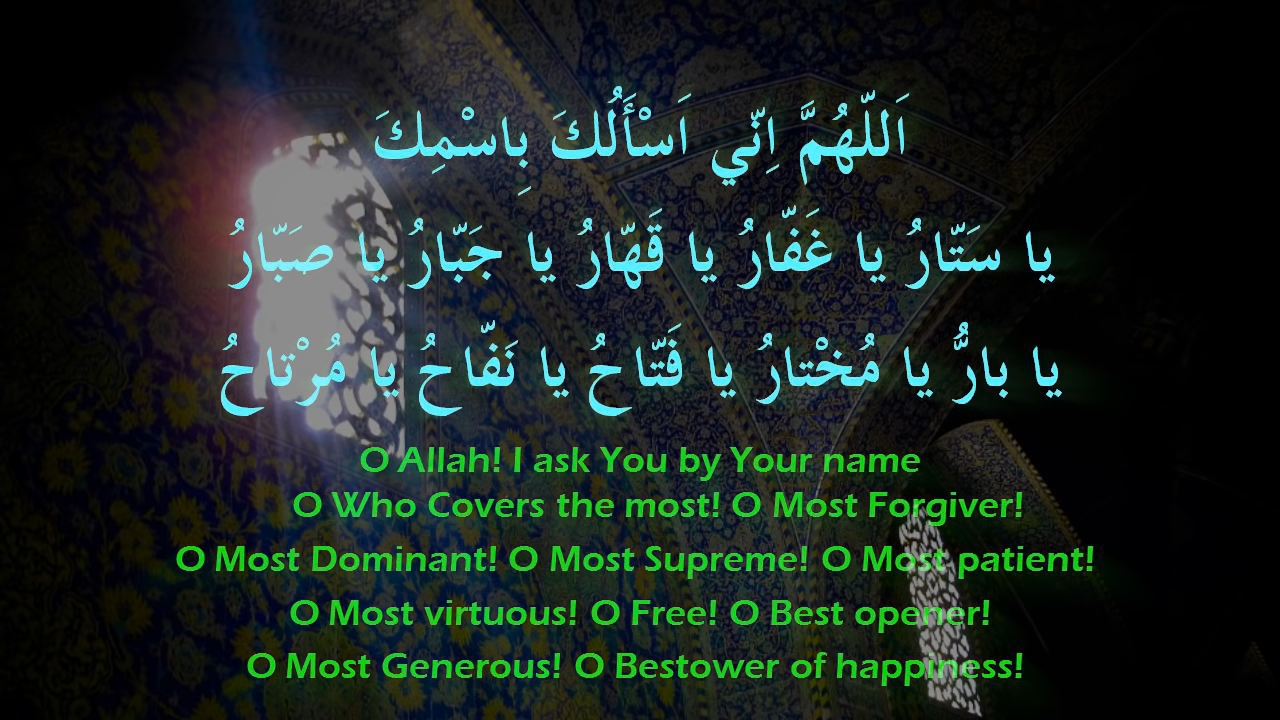 اَللّهُمَّ اِنّي اَسْأَلُكَ بِاسْمِكَ
يا سَتّارُ يا غَفّارُ يا قَهّارُ يا جَبّارُ يا صَبّارُ
يا بارُّ يا مُخْتارُ يا فَتّاحُ يا نَفّاحُ يا مُرْتاحُ
O Allah! I ask You by Your name
O Who Covers the most! O Most Forgiver!
O Most Dominant! O Most Supreme! O Most patient!
O Most virtuous! O Free! O Best opener!
O Most Generous! O Bestower of happiness!